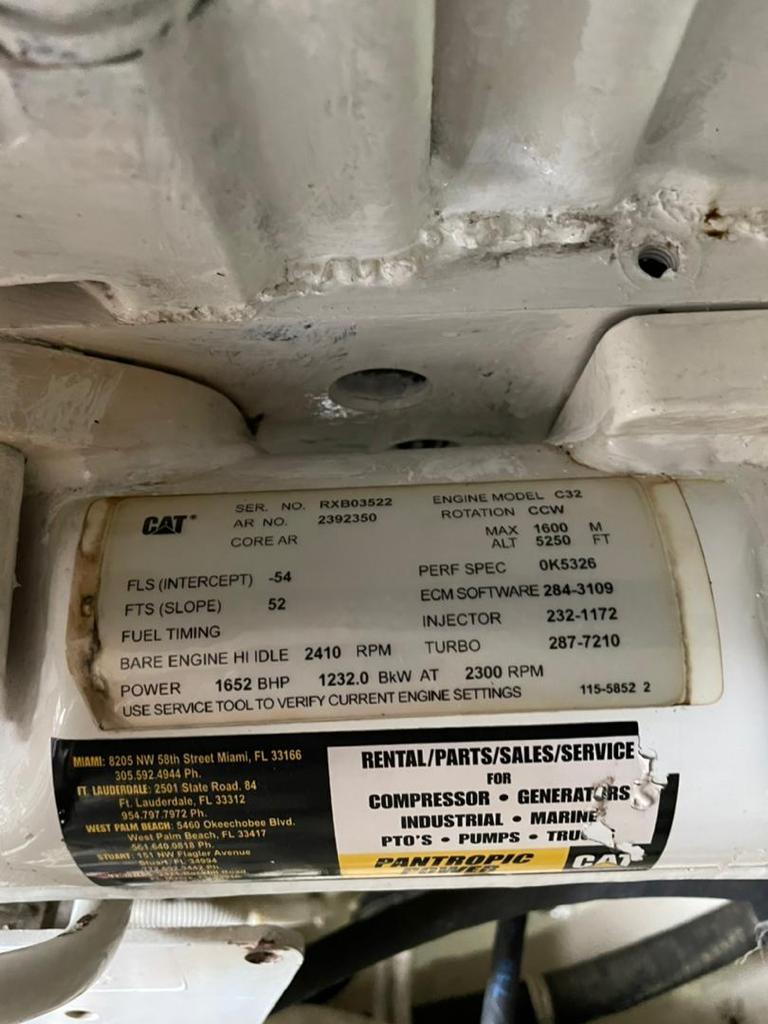 CAT®
SER. NO. RXB03522
AR NO. 2392350
CORE AR
ENGINE MODEL C32
ROTATION CCW
MAX 1600 M
ALT 5250 FT
FLS (INTERCEPT) -54
FTS (SLOPE) 52
FUEL TIMING
PERF SPEC 0K5326
ECM SOFTWARE 284-3109
INJECTOR 232-1172
TURBO 287-7210
BARE ENGINE HI IDLE 2410 RPM
POWER 1652 BHP 1232.0 BkW AT 2300 RPM
USE SERVICE TOOL TO VERIFY CURRENT ENGINE SETTINGS 115-5852 2
MIAMI: 8205 NW 58th Street Miami, FL 33166
305.592.4944 Ph.
FT. LAUDERDALE: 2501 State Road. 84
Ft. Lauderdale, FL 33312
954.797.7972 Ph.
WEST PALM BEACH: 5460 Okeechobee Blvd.
West Palm Beach, FL 33417
561.640.0818 Ph.
STUART: 151 NW Flagler Avenue
Stuart, FL 34994
RENTAL/PARTS/SALES/SERVICE
FOR
COMPRESSOR • GENERATORS
INDUSTRIAL • MARINE
PTO'S • PUMPS • TRU
PANTROPIC
POWER
CAT